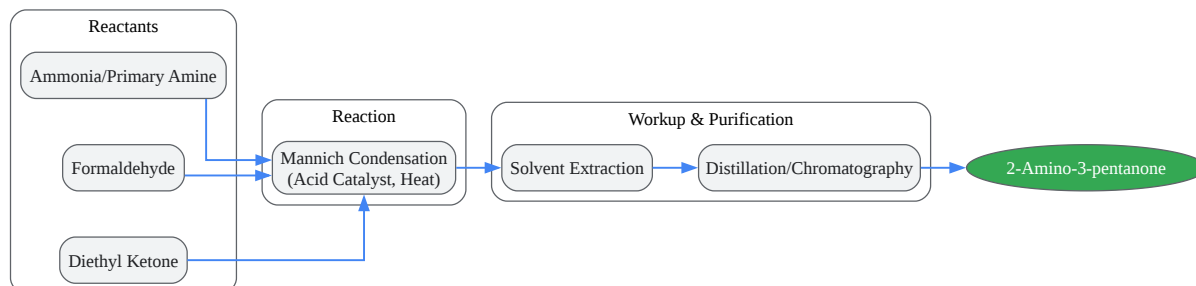 Reactants
Ammonia/Primary Amine
Formaldehyde
Diethyl Ketone
Reaction
Mannich Condensation
(Acid Catalyst, Heat)
Workup & Purification
Solvent Extraction
Distillation/Chromatography
2-Amino-3-pentanone